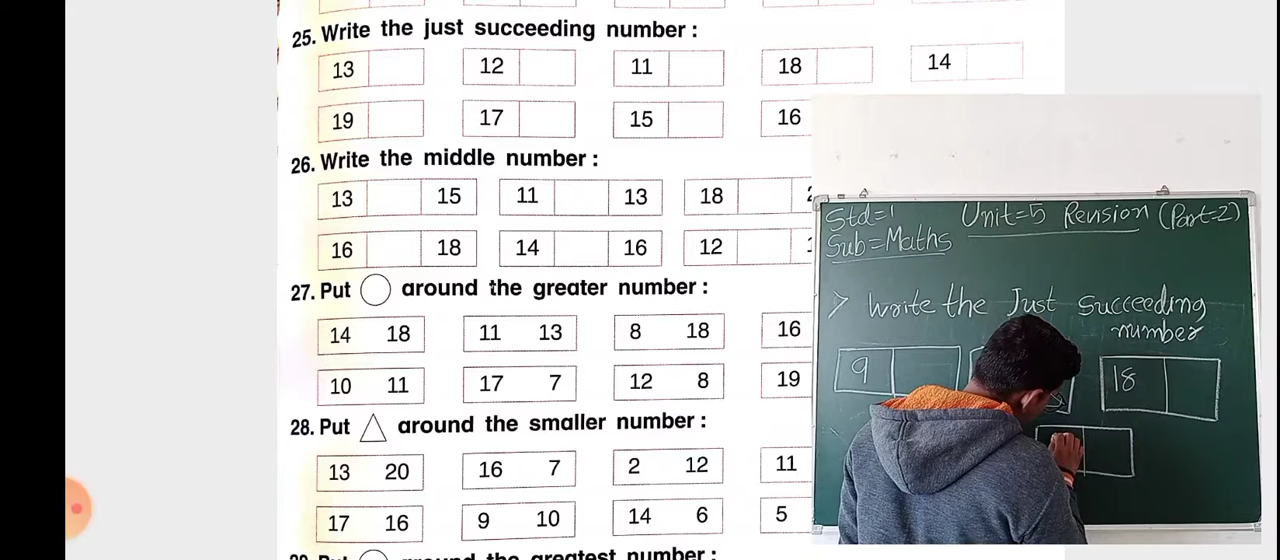 25. Write the just succeeding number :
13 12 11 18 14
19 17 15 16
26. Write the middle number :
13 15 11 13 18
16 18 14 16 12
27. Put around the greater number :
14 18 11 13 8 18 16
10 11 17 7 12 8 19
28. Put around the smaller number :
13 20 16 7 2 12 11
17 16 9 10 14 6 5
around the greatest number :
Std=1 Unit=5 Revision (Part=2)
Sub=Maths
> Write the Just Succeeding
number
9 18